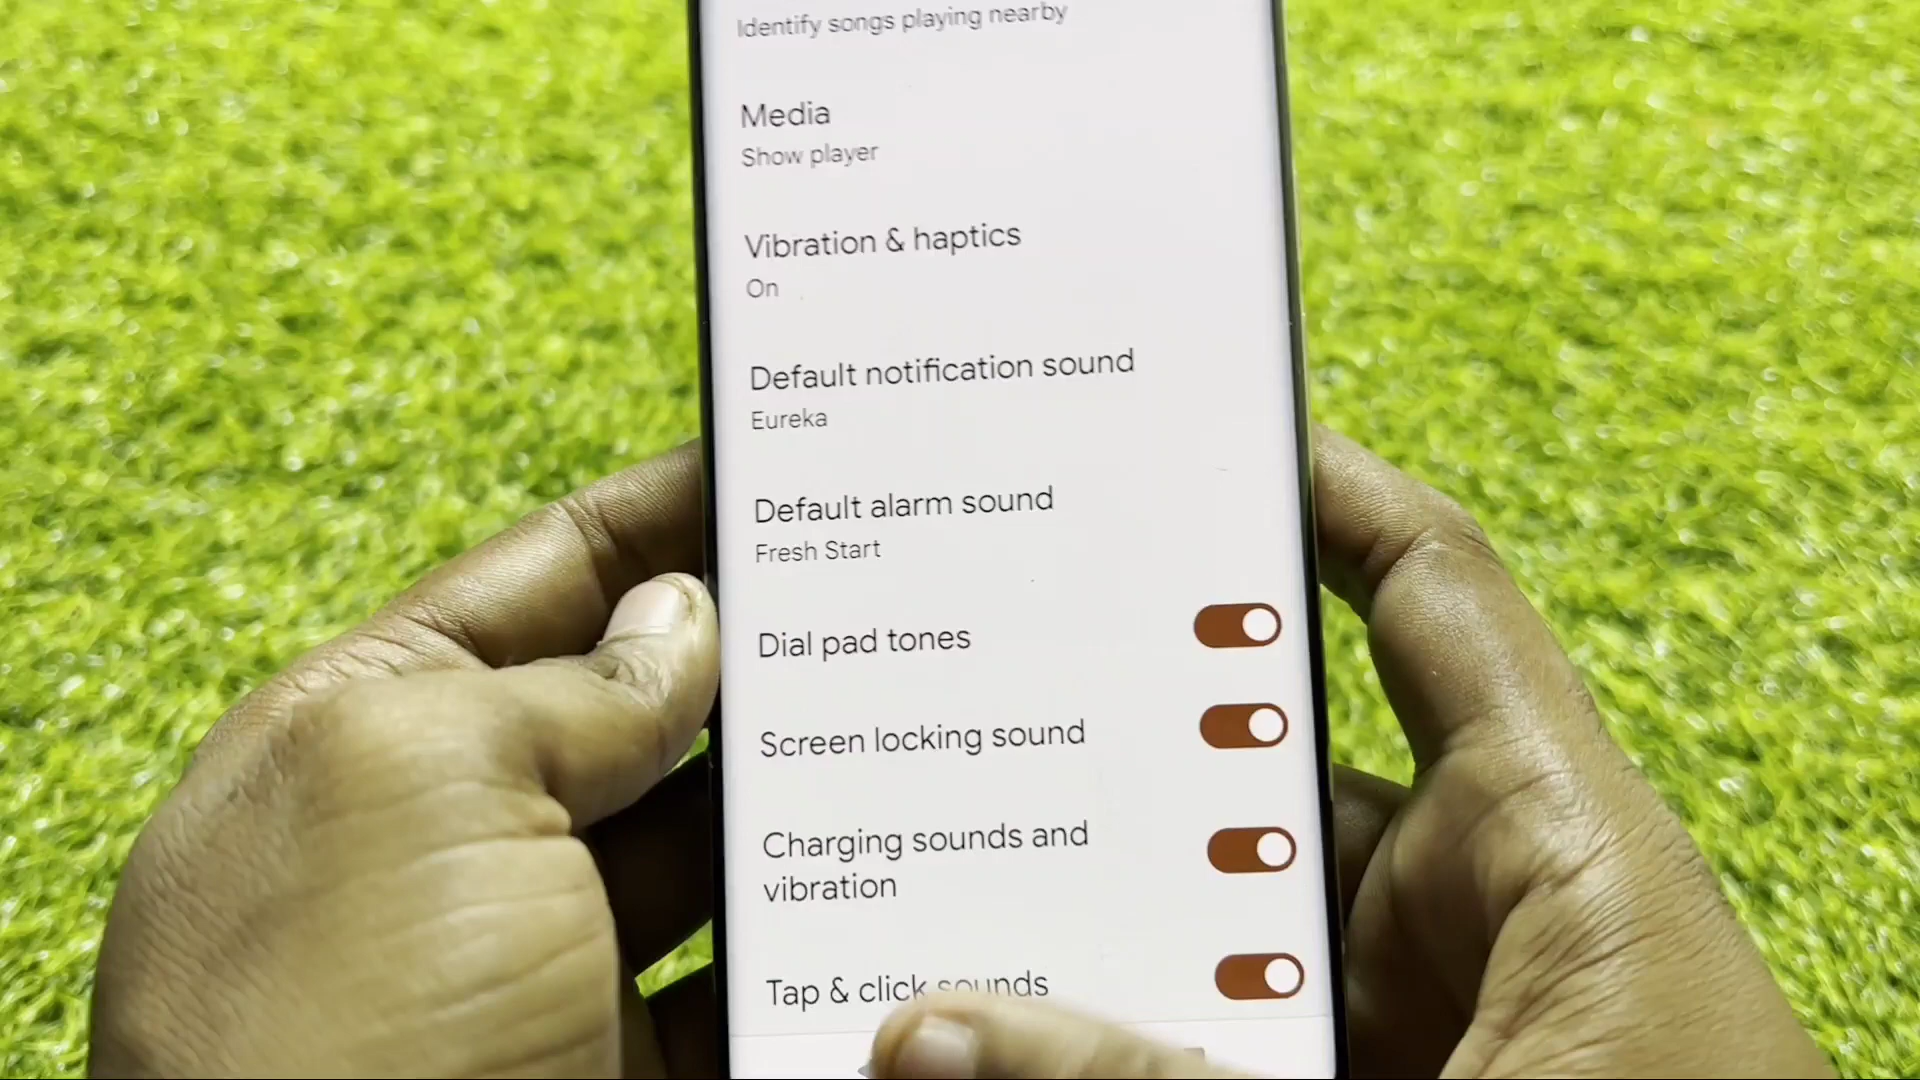 Identify songs playing nearby
Media
Show player
Vibration & haptics
On
Default notification sound
Eureka
Default alarm sound
Fresh Start
Dial pad tones
Screen locking sound
Charging sounds and
vibration
Tap & click sounds